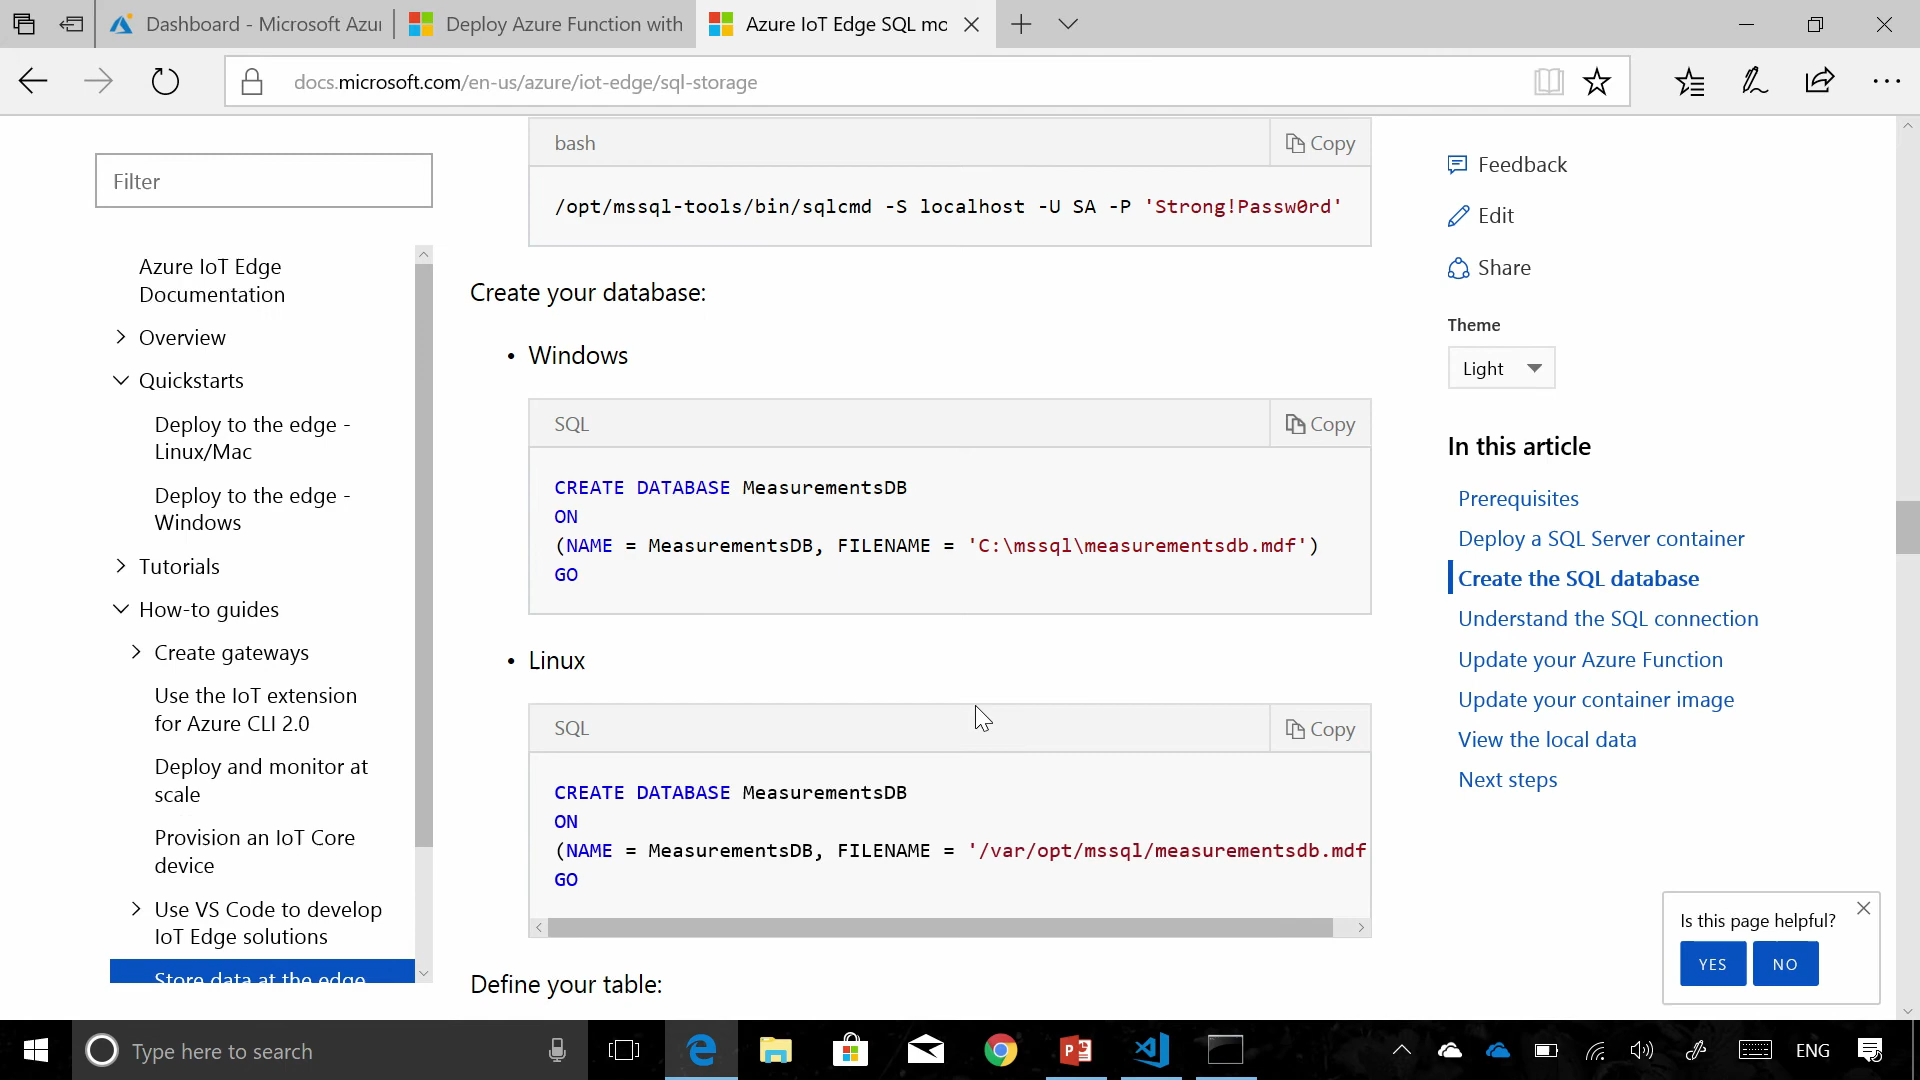 Dashboard - Microsoft Azur
Deploy Azure Function with
Azure IoT Edge SQL mo
docs.microsoft.com/en-us/azure/iot-edge/sql-storage
Filter
Azure IoT Edge
Documentation
Overview
Quickstarts
Deploy to the edge -
Linux/Mac
Deploy to the edge -
Windows
Tutorials
How-to guides
Create gateways
Use the IoT extension
for Azure CLI 2.0
Deploy and monitor at
scale
Provision an IoT Core
device
Use VS Code to develop
IoT Edge solutions
Store data at the edge
bash
Copy
/opt/mssql-tools/bin/sqlcmd -S localhost -U SA -P 'Strong!Passw0rd'
Create your database:
• Windows
SQL
Copy
CREATE DATABASE MeasurementsDB
ON
(NAME = MeasurementsDB, FILENAME = 'C:\mssql\measurementsdb.mdf')
GO
• Linux
SQL
Copy
CREATE DATABASE MeasurementsDB
ON
(NAME = MeasurementsDB, FILENAME = '/var/opt/mssql/measurementsdb.mdf
GO
Define your table:
Feedback
Edit
Share
Theme
Light
In this article
Prerequisites
Deploy a SQL Server container
Create the SQL database
Understand the SQL connection
Update your Azure Function
Update your container image
View the local data
Next steps
Is this page helpful?
YES
NO
Type here to search
ENG